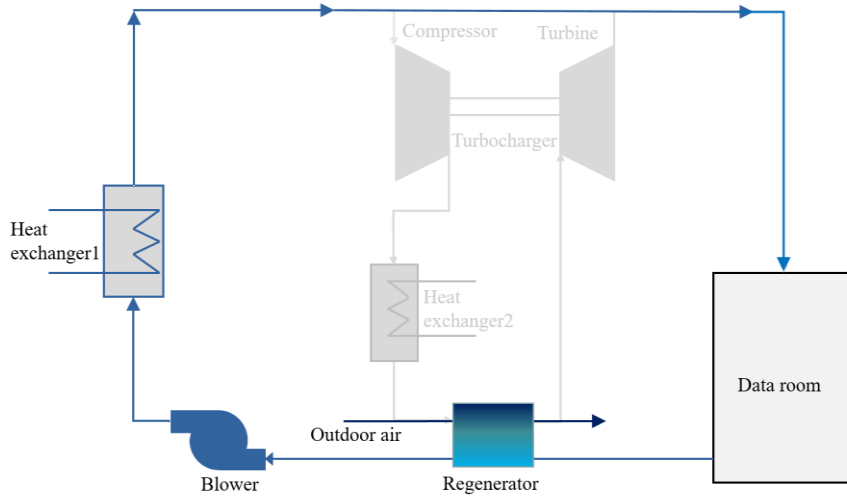 Compressor
Turbine
Turbocharger
Heat
exchanger1
Heat
exchanger2
Data room
Outdoor air
Blower
Regenerator